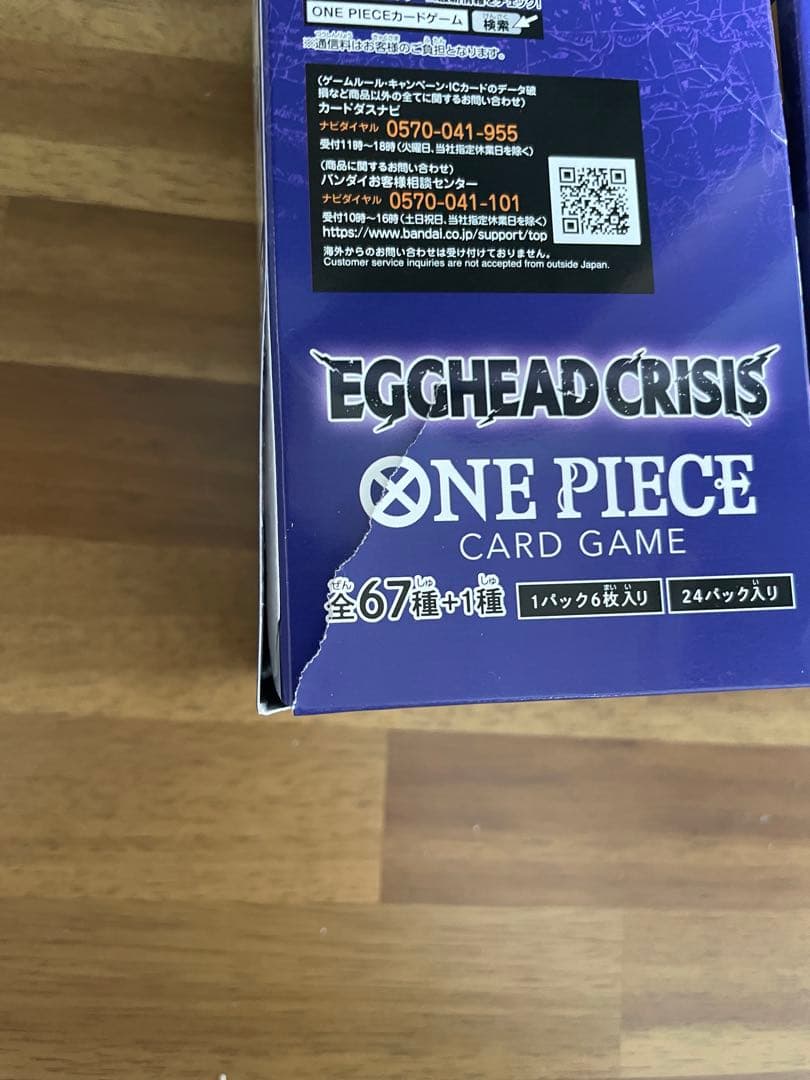 最新情報をチェック!
ONE PIECEカードゲーム 検索
※通信料はお客様のご負担となります。
(ゲームルール・キャンペーン・ICカードのデータ破
損など商品以外の全てに関するお問い合わせ)
カードダスナビ
ナビダイヤル 0570-041-955
受付11時〜18時(火曜日、当社指定休業日を除く)
(商品に関するお問い合わせ)
バンダイお客様相談センター
ナビダイヤル 0570-041-101
受付10時〜16時(土日祝日、当社指定休業日を除く)
https://www.bandai.co.jp/support/top
海外からのお問い合わせは受け付けておりません。
Customer service inquiries are not accepted from outside Japan.
EGGHEAD CRISIS
ONE PIECE
CARD GAME
全67種+1種 1パック6枚入り 24パック入り